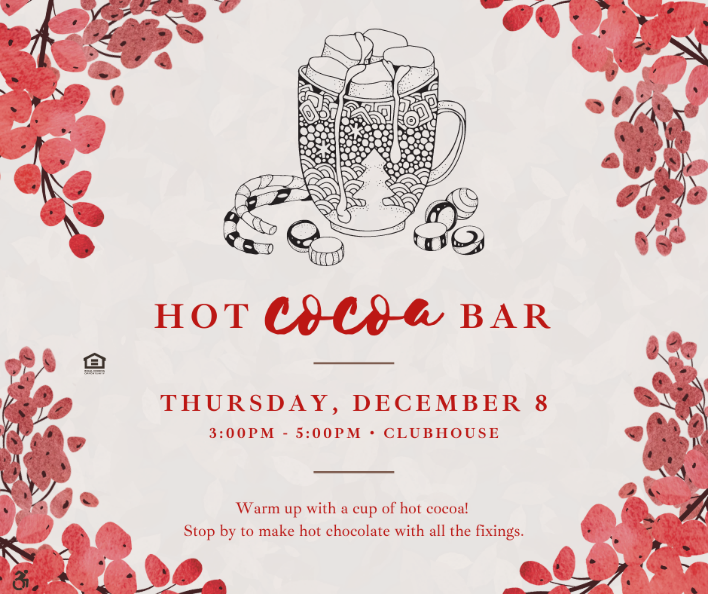 HOT cocoa BAR
THURSDAY, DECEMBER 8
3:00PM - 5:00PM • CLUBHOUSE
Warm up with a cup of hot cocoa!
Stop by to make hot chocolate with all the fixings.